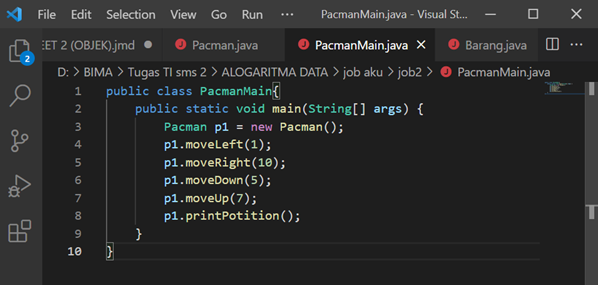 File Edit Selection View Go Run ··· PacmanMain.java - Visual St...
EET 2 (OBJEK).jmd Pacman.java PacmanMain.java Barang.java
D: > BIMA > Tugas TI sms 2 > ALOGARITMA DATA > job aku > job2 > PacmanMain.java
1 public class PacmanMain{
2 public static void main(String[] args) {
3 Pacman p1 = new Pacman();
4 p1.moveLeft(1);
5 p1.moveRight(10);
6 p1.moveDown(5);
7 p1.moveUp(7);
8 p1.printPotition();
9 }
10 }
2